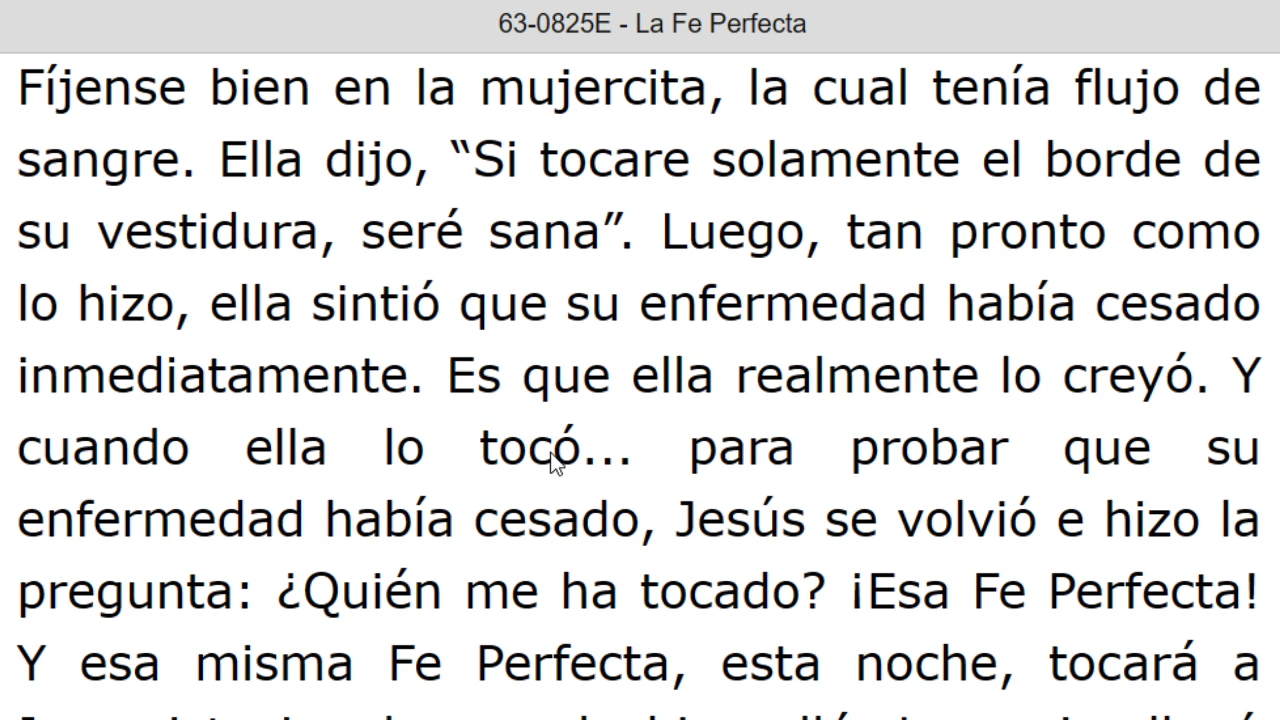 63-0825E - La Fe Perfecta
Fíjense bien en la mujercita, la cual tenía flujo de
sangre. Ella dijo, “Si tocare solamente el borde de
su vestidura, seré sana”. Luego, tan pronto como
lo hizo, ella sintió que su enfermedad había cesado
inmediatamente. Es que ella realmente lo creyó. Y
cuando ella lo tocó… para probar que su
enfermedad había cesado, Jesús se volvió e hizo la
pregunta: ¿Quién me ha tocado? ¡Esa Fe Perfecta!
Y esa misma Fe Perfecta, esta noche, tocará a